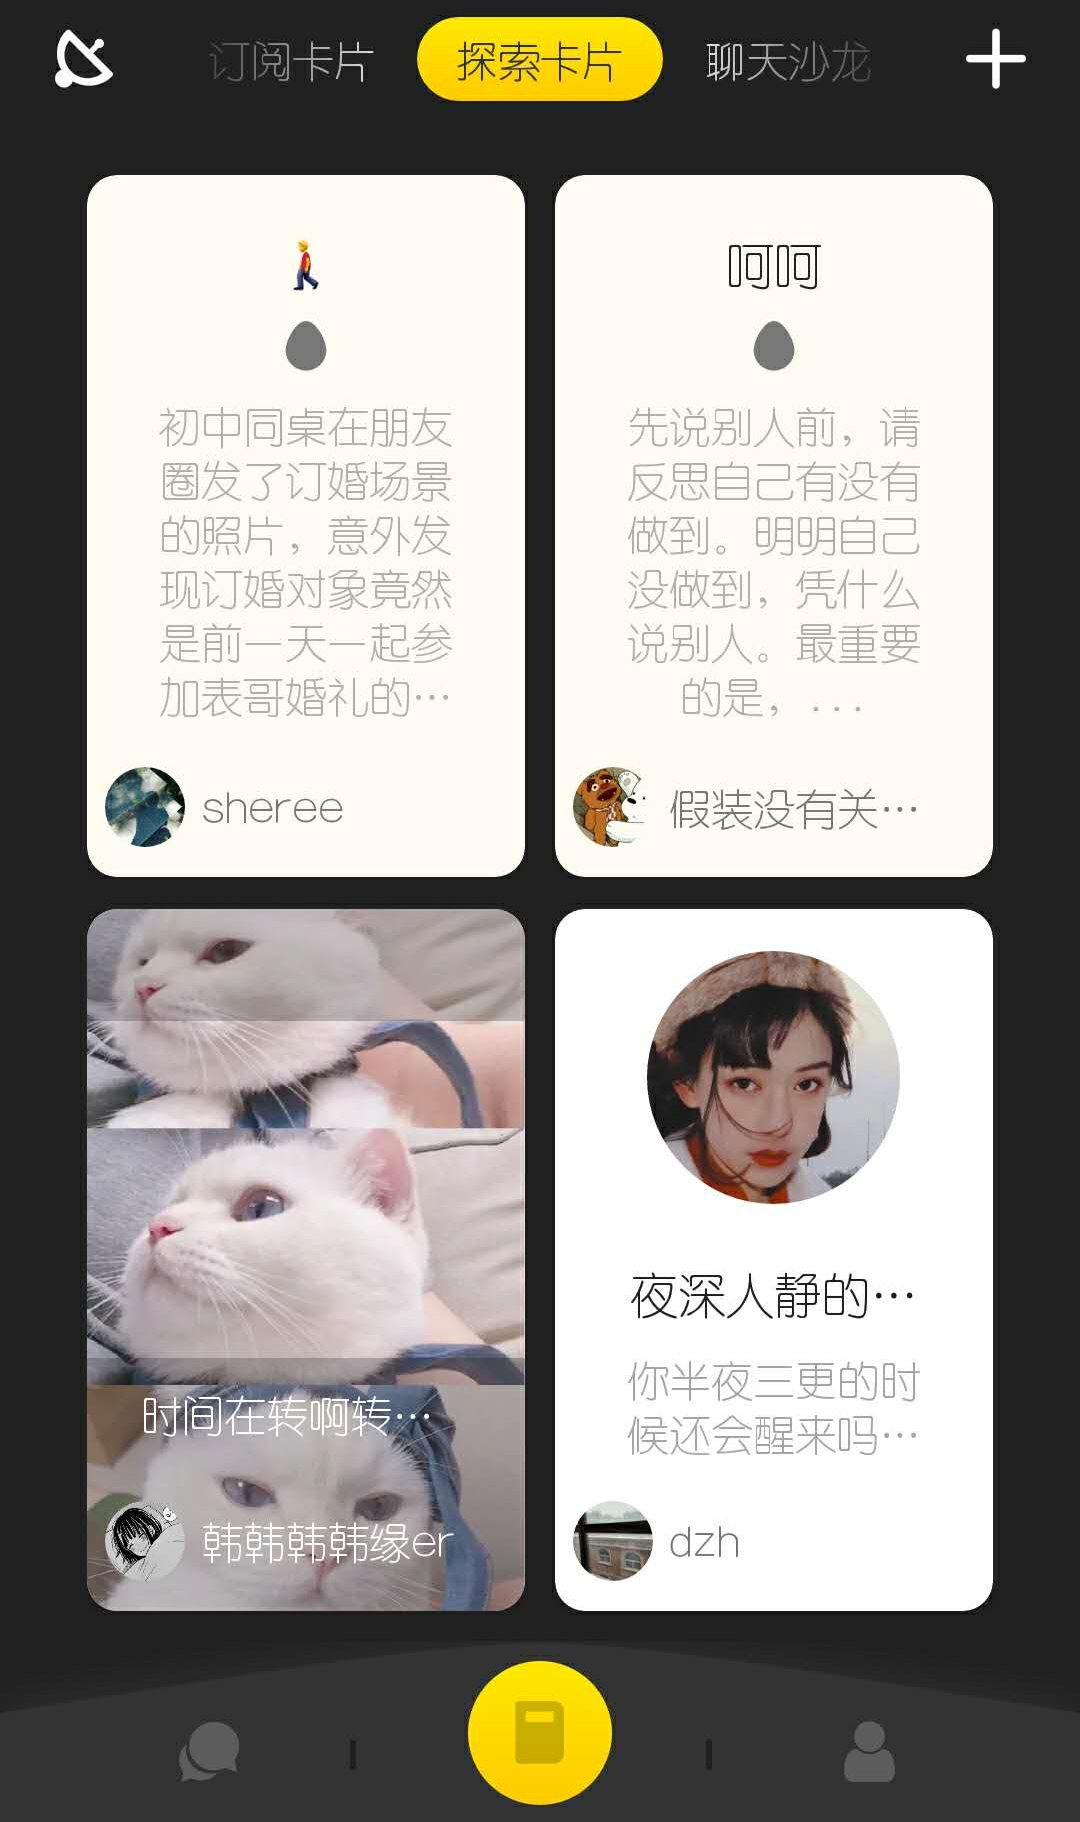 订阅卡片
探索卡片
聊天沙龙
初中同桌在朋友
圈发了订婚场景
的照片，意外发
现订婚对象竟然
是前一天一起参
加表哥婚礼的…
sheree
呵呵
先说别人前，请
反思自己有没有
做到。明明自己
没做到，凭什么
说别人。最重要
的是，...
假装没有关…
时间在转啊转…
韩韩韩韩缘er
夜深人静的…
你半夜三更的时
候还会醒来吗…
dzh